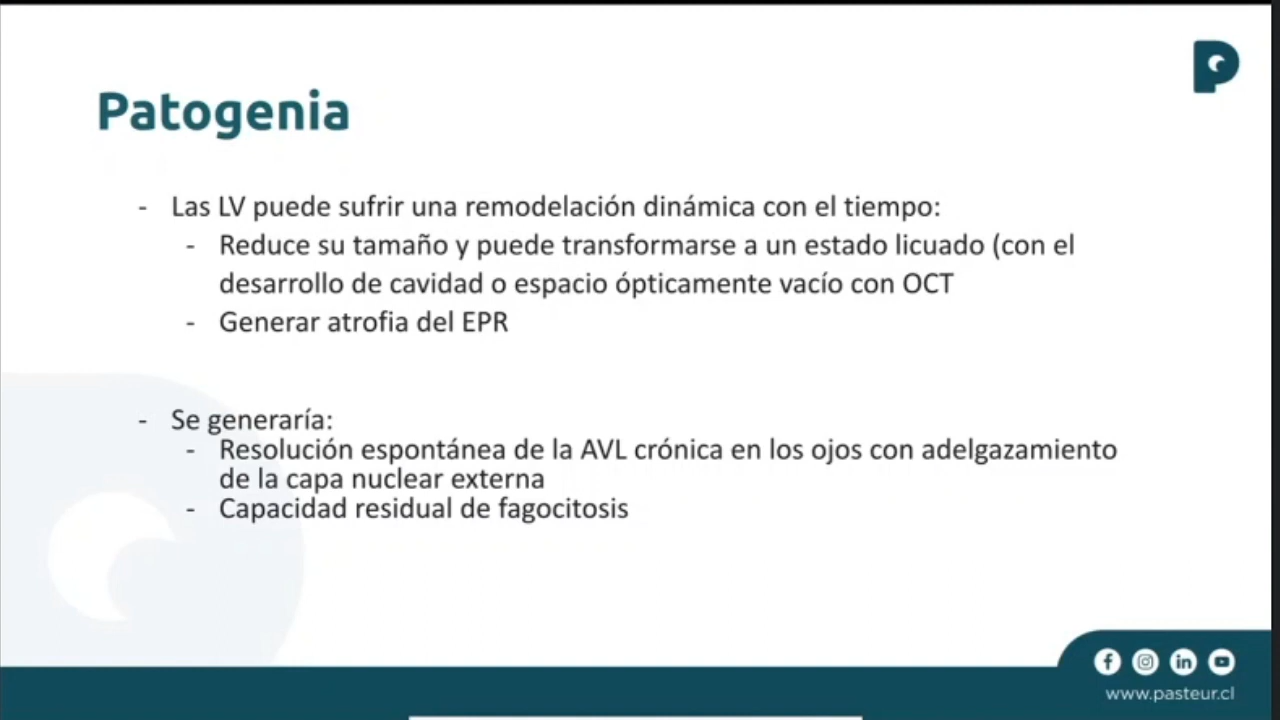 Patogenia
- Las LV puede sufrir una remodelación dinámica con el tiempo:
- Reduce su tamaño y puede transformarse a un estado licuado (con el
desarrollo de cavidad o espacio ópticamente vacío con OCT
- Generar atrofia del EPR
- Se generaría:
- Resolución espontánea de la AVL crónica en los ojos con adelgazamiento
de la capa nuclear externa
- Capacidad residual de fagocitosis
www.pasteur.cl